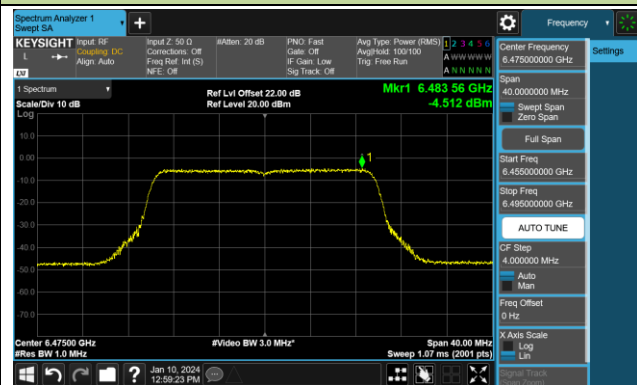 Spectrum Analyzer 1
Swept SA
Frequency
KEYSIGHT
L
LXI
Input: RF
Coupling: DC
Align: Auto
Input Z: 50 Ω
Corrections: Off
Freq Ref: Int (S)
NFE: Off
#Atten: 20 dB
PNO: Fast
Gate: Off
IF Gain: Low
Sig Track: Off
Avg Type: Power (RMS)
Avg|Hold: 100/100
Trig: Free Run
1 2 3 4 5 6
A W W W W W
A N N N N N
Center Frequency
6.475000000 GHz
Settings
1 Spectrum
Scale/Div 10 dB
Log
Ref Lvl Offset 22.00 dB
Ref Level 20.00 dBm
Mkr1 6.483 56 GHz
-4.512 dBm
Span
40.0000000 MHz
Swept Span
Zero Span
Full Span
Start Freq
6.455000000 GHz
Stop Freq
6.495000000 GHz
AUTO TUNE
CF Step
4.000000 MHz
Auto
Man
Freq Offset
0 Hz
X Axis Scale
Log
Lin
Signal Track
(Span Zoom)
10.0
0.00
-10.0
-20.0
-30.0
-40.0
-50.0
-60.0
-70.0
1
Center 6.47500 GHz
#Res BW 1.0 MHz
#Video BW 3.0 MHz*
Span 40.00 MHz
Sweep 1.07 ms (2001 pts)
?
Jan 10, 2024
12:59:23 PM